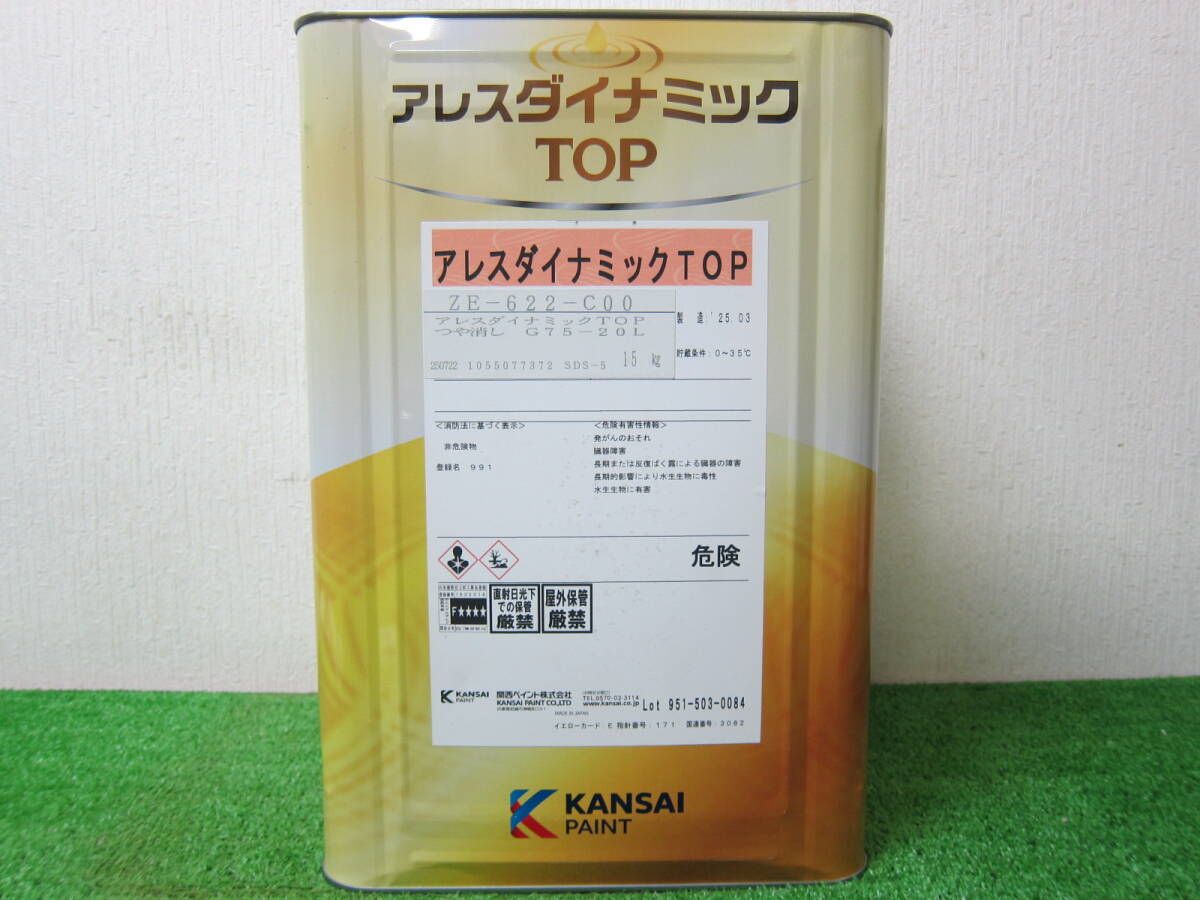 アレスダイナミック
TOP
アレスダイナミックTOP
ZE-622-C00
アレスダイナミックTOP
つや消し G75-20L
250722 1055077372 SDS-5 15 kg
製 造:'25.03
貯蔵条件:0~35℃
<消防法に基づく表示>
非危険物
登録名 991
<危険有害性情報>
発がんのおそれ
臓器障害
長期または反復ばく露による臓器の障害
長期的影響により水生生物に毒性
水生生物に有害
危険
F★★★★
直射日光下
での保管
厳禁
屋外保管
厳禁
KANSAI
PAINT
関西ペイント株式会社
KANSAI PAINT CO.,LTD
TEL.0570-03-3114
www.kansai.co.jp
MADE IN JAPAN
Lot 951-503-0084
イエローカード E 指針番号:171 国連番号:3082
KANSAI
PAINT